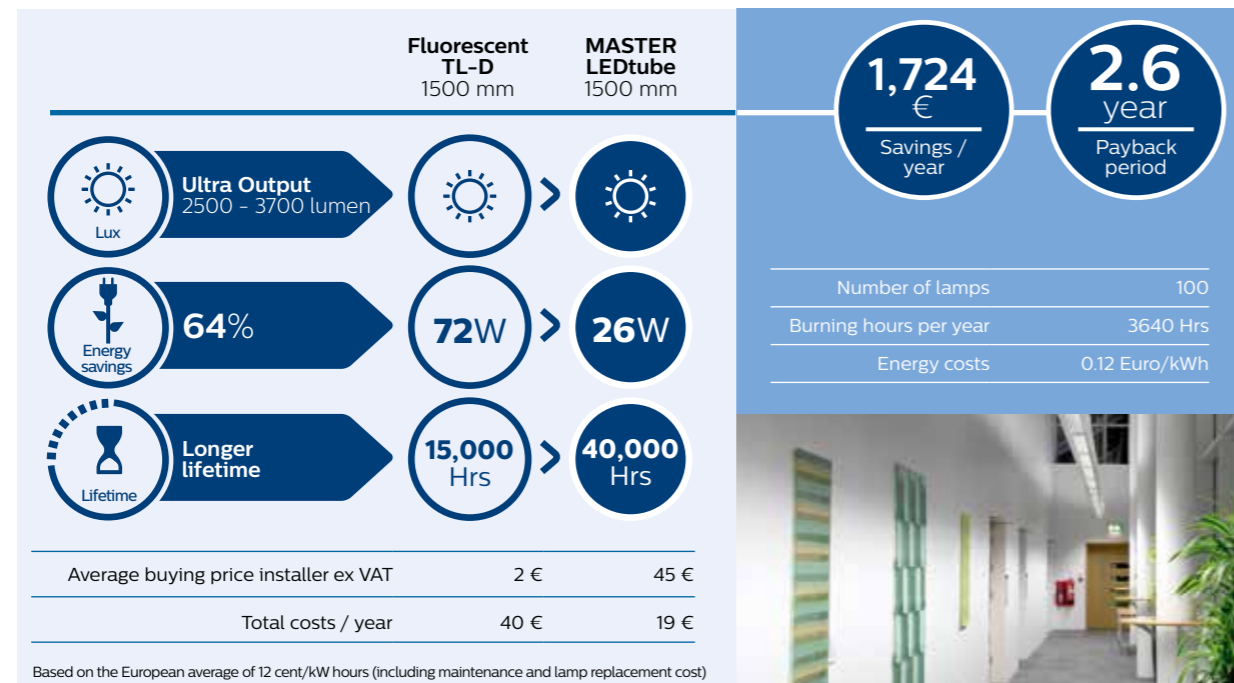 Fluorescent
TL-D
1500 mm
MASTER
LEDtube
1500 mm
1,724
€
Savings /
year
2.6
year
Payback
period
Lux
Ultra Output
2500 - 3700 lumen
>
Energy
savings
64%
72W
>
26W
Lifetime
Longer
lifetime
15,000
Hrs
>
40,000
Hrs
Number of lamps 100
Burning hours per year 3640 Hrs
Energy costs 0.12 Euro/kWh
Average buying price installer ex VAT 2 € 45 €
Total costs / year 40 € 19 €
Based on the European average of 12 cent/kW hours (including maintenance and lamp replacement cost)